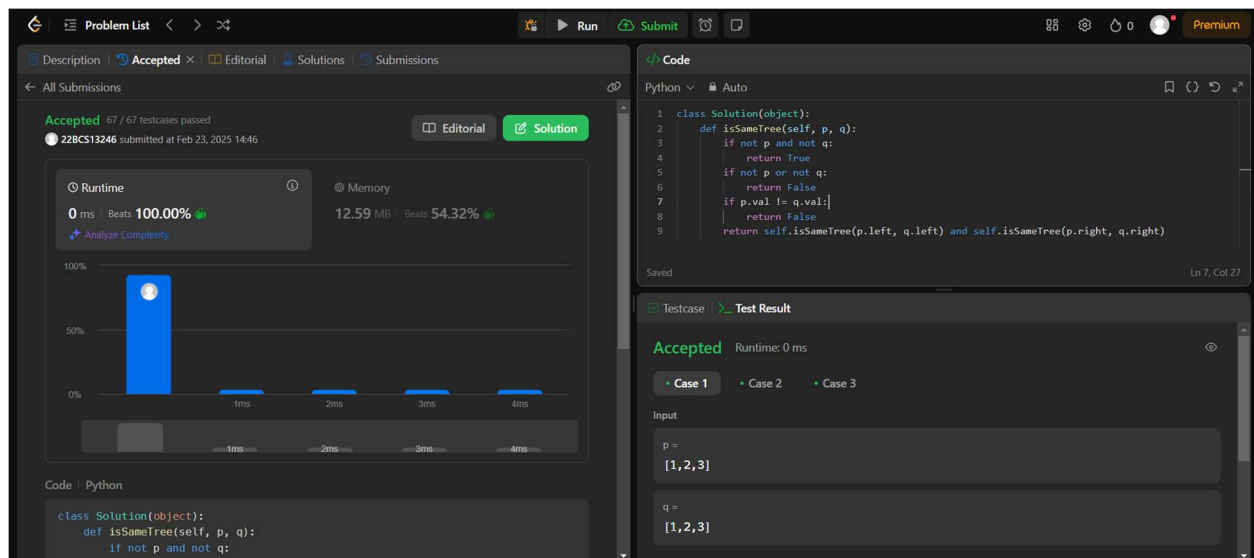 Problem List
Run
Submit
0
Premium
Description
Accepted
Editorial
Solutions
Submissions
All Submissions
Accepted 67 / 67 testcases passed
22BCS13246 submitted at Feb 23, 2025 14:46
Editorial
Solution
Runtime
0 ms Beats 100.00%
Analyze Complexity
Memory
12.59 MB Beats 54.32%
100%
50%
0%
1ms 2ms 3ms 4ms
1ms 2ms 3ms 4ms
Code Python
class Solution(object):
def isSameTree(self, p, q):
if not p and not q:
Code
Python Auto
1 class Solution(object):
2 def isSameTree(self, p, q):
3 if not p and not q:
4 return True
5 if not p or not q:
6 return False
7 if p.val != q.val:
8 return False
9 return self.isSameTree(p.left, q.left) and self.isSameTree(p.right, q.right)
Saved
Ln 7, Col 27
Testcase
Test Result
Accepted Runtime: 0 ms
Case 1 Case 2 Case 3
Input
p =
[1,2,3]
q =
[1,2,3]